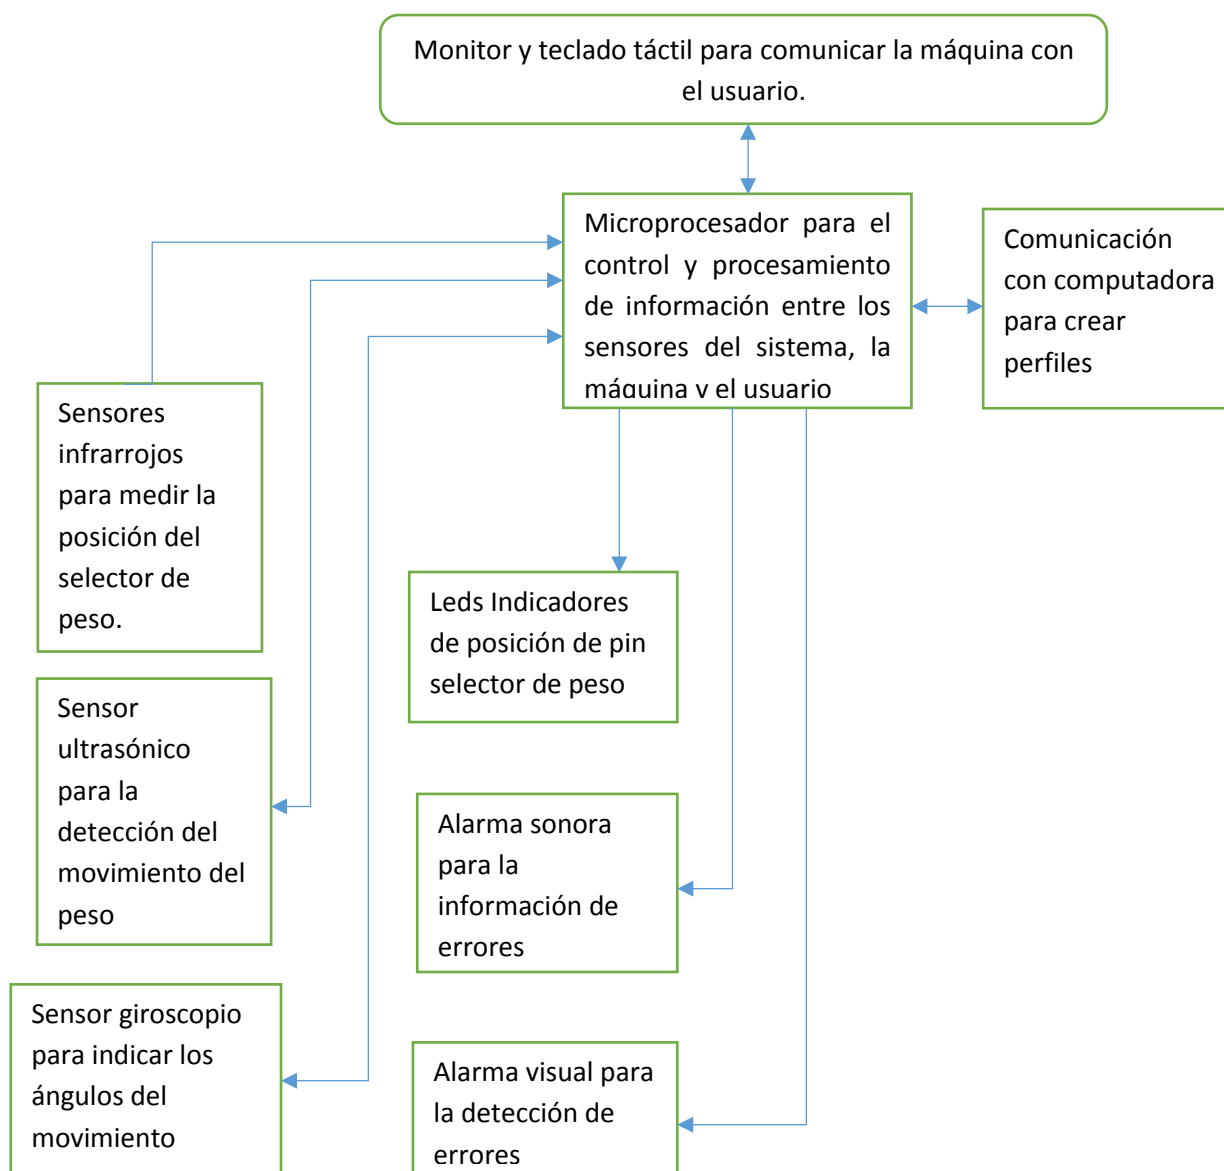 Monitor y teclado táctil para comunicar la máquina con
el usuario.
Microprocesador para el
control y procesamiento
de información entre los
sensores del sistema, la
máquina y el usuario
Comunicación
con computadora
para crear
perfiles
Sensores
infrarrojos
para medir la
posición del
selector de
peso.
Leds Indicadores
de posición de pin
selector de peso
Sensor
ultrasónico
para la
detección del
movimiento del
peso
Alarma sonora
para la
información de
errores
Sensor giroscopio
para indicar los
ángulos del
movimiento
Alarma visual para
la detección de
errores